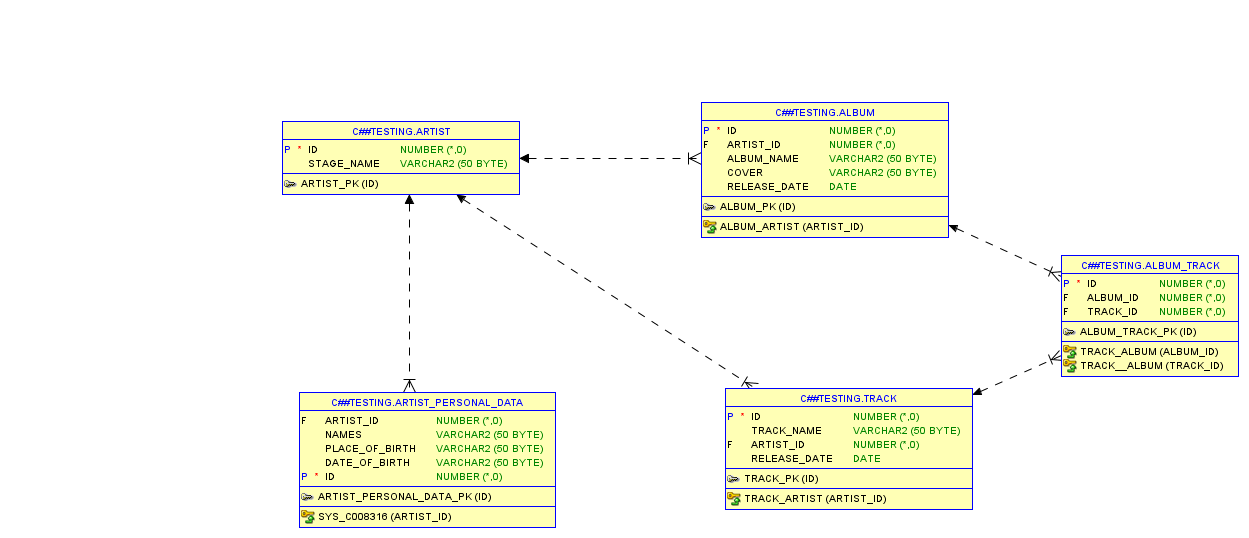 C##TESTING.ARTIST
P * ID NUMBER (*,0)
STAGE_NAME VARCHAR2 (50 BYTE)
ARTIST_PK (ID)
C##TESTING.ALBUM
P * ID NUMBER (*,0)
F ARTIST_ID NUMBER (*,0)
ALBUM_NAME VARCHAR2 (50 BYTE)
COVER VARCHAR2 (50 BYTE)
RELEASE_DATE DATE
ALBUM_PK (ID)
ALBUM_ARTIST (ARTIST_ID)
C##TESTING.ALBUM_TRACK
P * ID NUMBER (*,0)
F ALBUM_ID NUMBER (*,0)
F TRACK_ID NUMBER (*,0)
ALBUM_TRACK_PK (ID)
TRACK_ALBUM (ALBUM_ID)
TRACK__ALBUM (TRACK_ID)
C##TESTING.ARTIST_PERSONAL_DATA
F ARTIST_ID NUMBER (*,0)
NAMES VARCHAR2 (50 BYTE)
PLACE_OF_BIRTH VARCHAR2 (50 BYTE)
DATE_OF_BIRTH VARCHAR2 (50 BYTE)
P * ID NUMBER (*,0)
ARTIST_PERSONAL_DATA_PK (ID)
SYS_C008316 (ARTIST_ID)
C##TESTING.TRACK
P * ID NUMBER (*,0)
TRACK_NAME VARCHAR2 (50 BYTE)
F ARTIST_ID NUMBER (*,0)
RELEASE_DATE DATE
TRACK_PK (ID)
TRACK_ARTIST (ARTIST_ID)